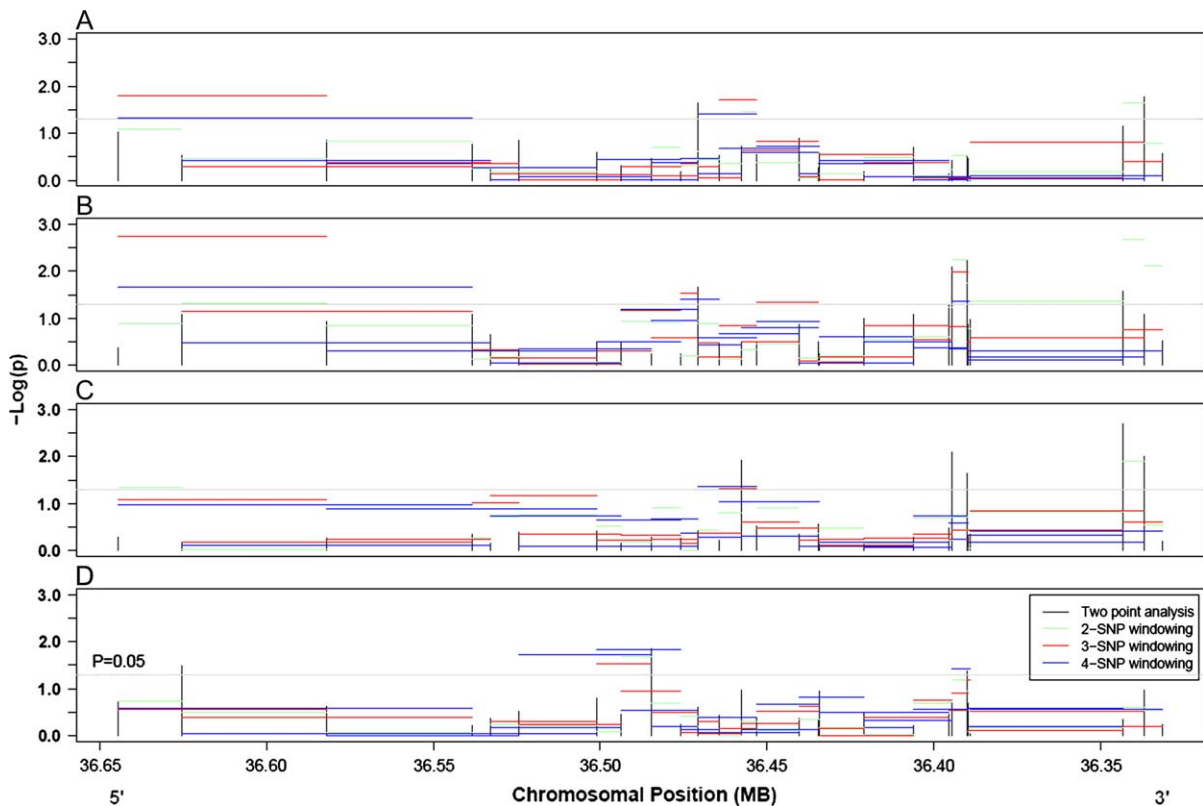 A
3.0
2.0
1.0
0.0
B
3.0
2.0
1.0
0.0
C
3.0
2.0
1.0
0.0
D
3.0
2.0
1.0
0.0
−Log(p)
P=0.05
Two point analysis
2−SNP windowing
3−SNP windowing
4−SNP windowing
36.65 36.60 36.55 36.50 36.45 36.40 36.35
5' Chromosomal Position (MB) 3'